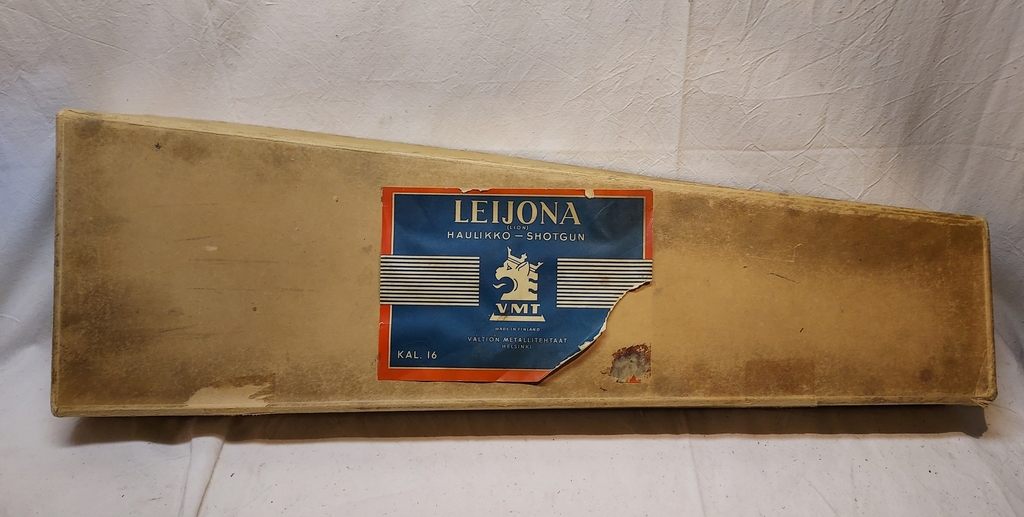 LEIJONA
(LION)
HAULIKKO – SHOTGUN
VMT
MADE IN FINLAND
VALTION METALLITEHTAAT
HELSINKI
KAL. 16